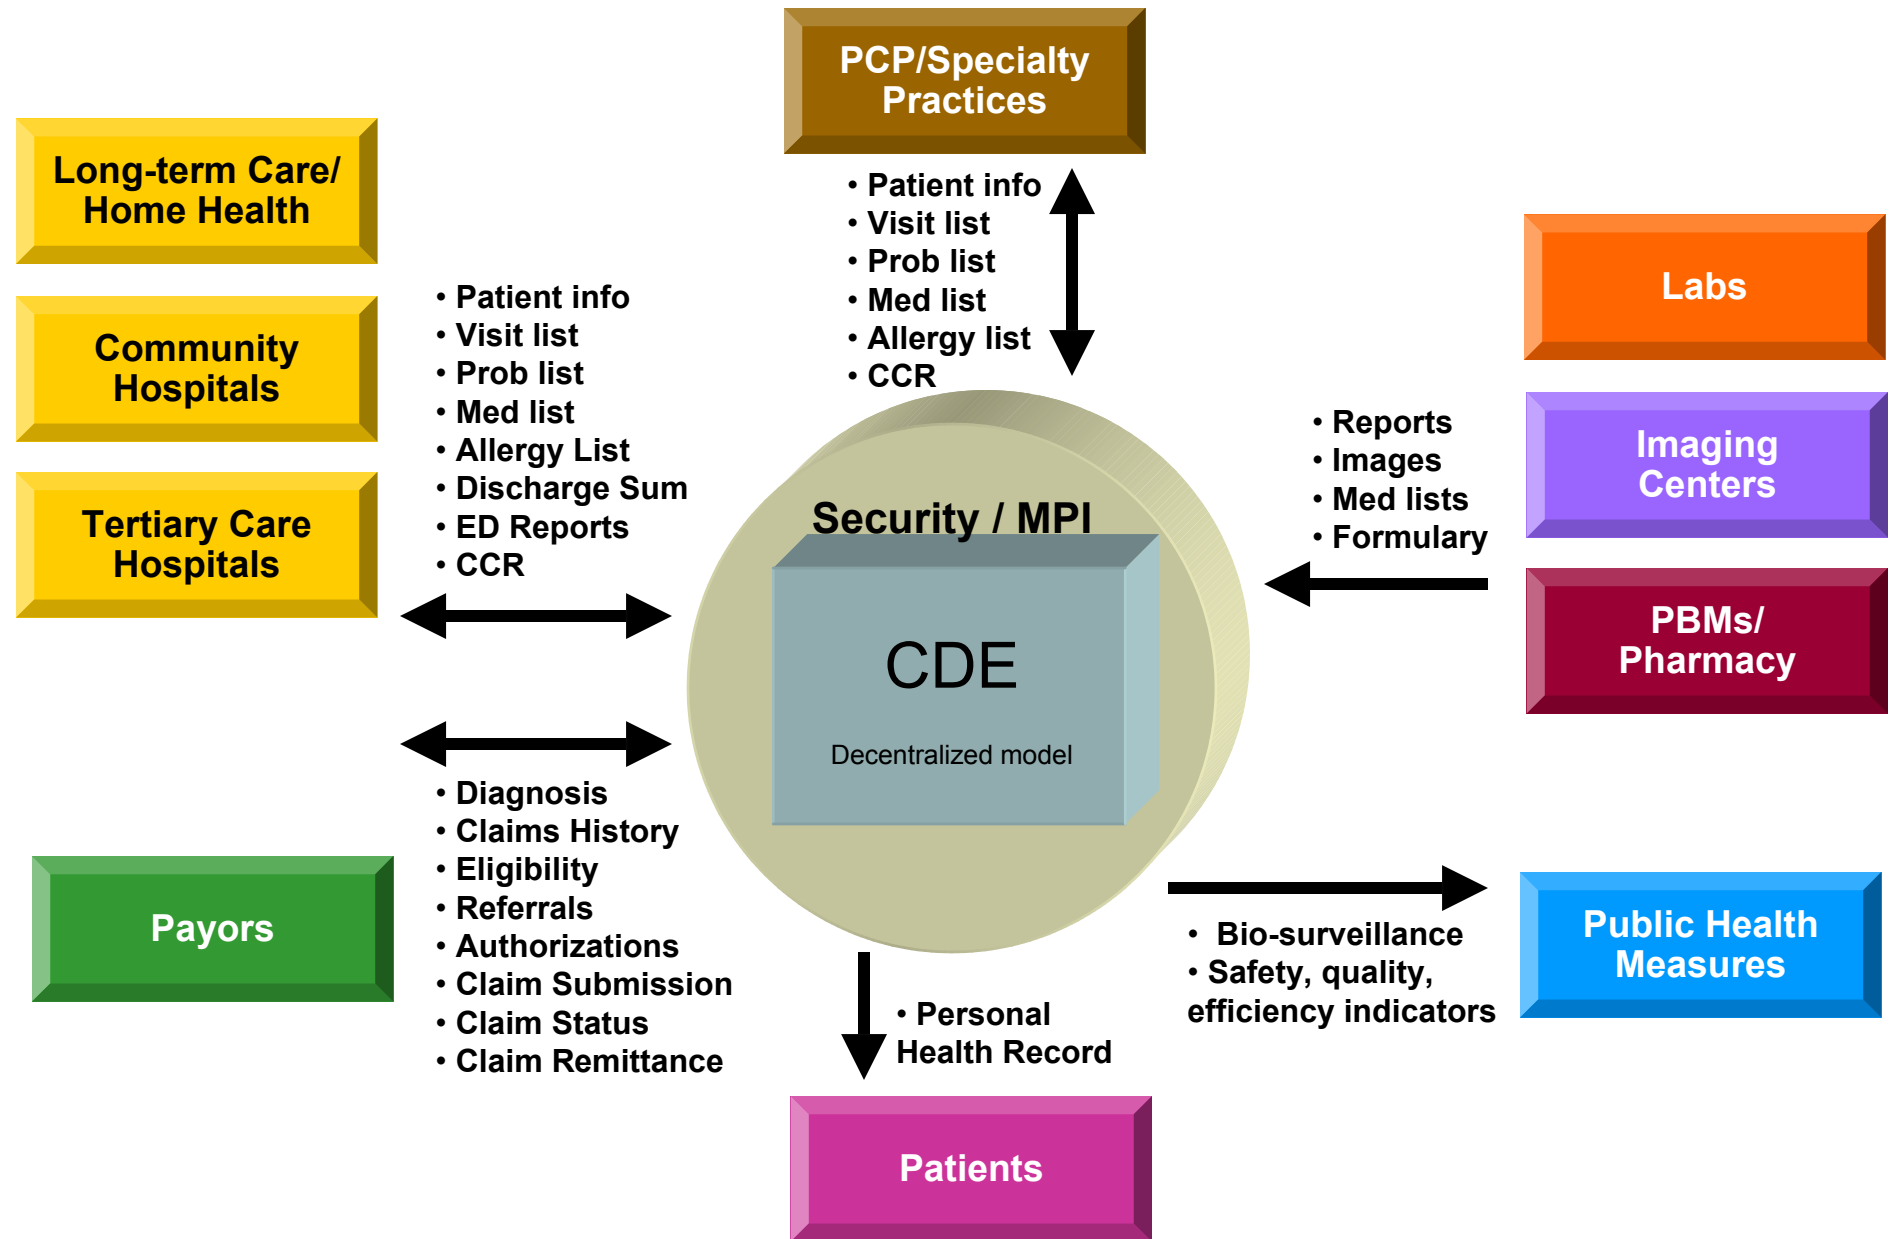 PCP/Specialty
Practices
Long-term Care/
Home Health
Community
Hospitals
Tertiary Care
Hospitals
• Patient info
• Visit list
• Prob list
• Med list
• Allergy List
• Discharge Sum
• ED Reports
• CCR
• Patient info
• Visit list
• Prob list
• Med list
• Allergy list
• CCR
Labs
Imaging
Centers
PBMs/
Pharmacy
• Reports
• Images
• Med lists
• Formulary
Security / MPI
CDE
Decentralized model
Payors
• Diagnosis
• Claims History
• Eligibility
• Referrals
• Authorizations
• Claim Submission
• Claim Status
• Claim Remittance
• Personal
Health Record
• Bio-surveillance
• Safety, quality,
efficiency indicators
Public Health
Measures
Patients